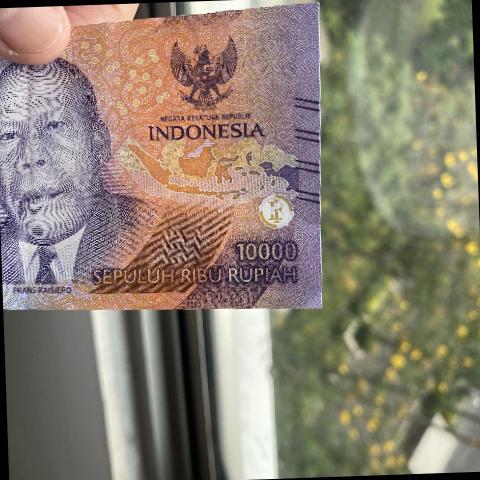 NEGARA KESATUAN REPUBLIK
INDONESIA
10000
SEPULUH RIBU RUPIAH
FRANS KAISIEPO